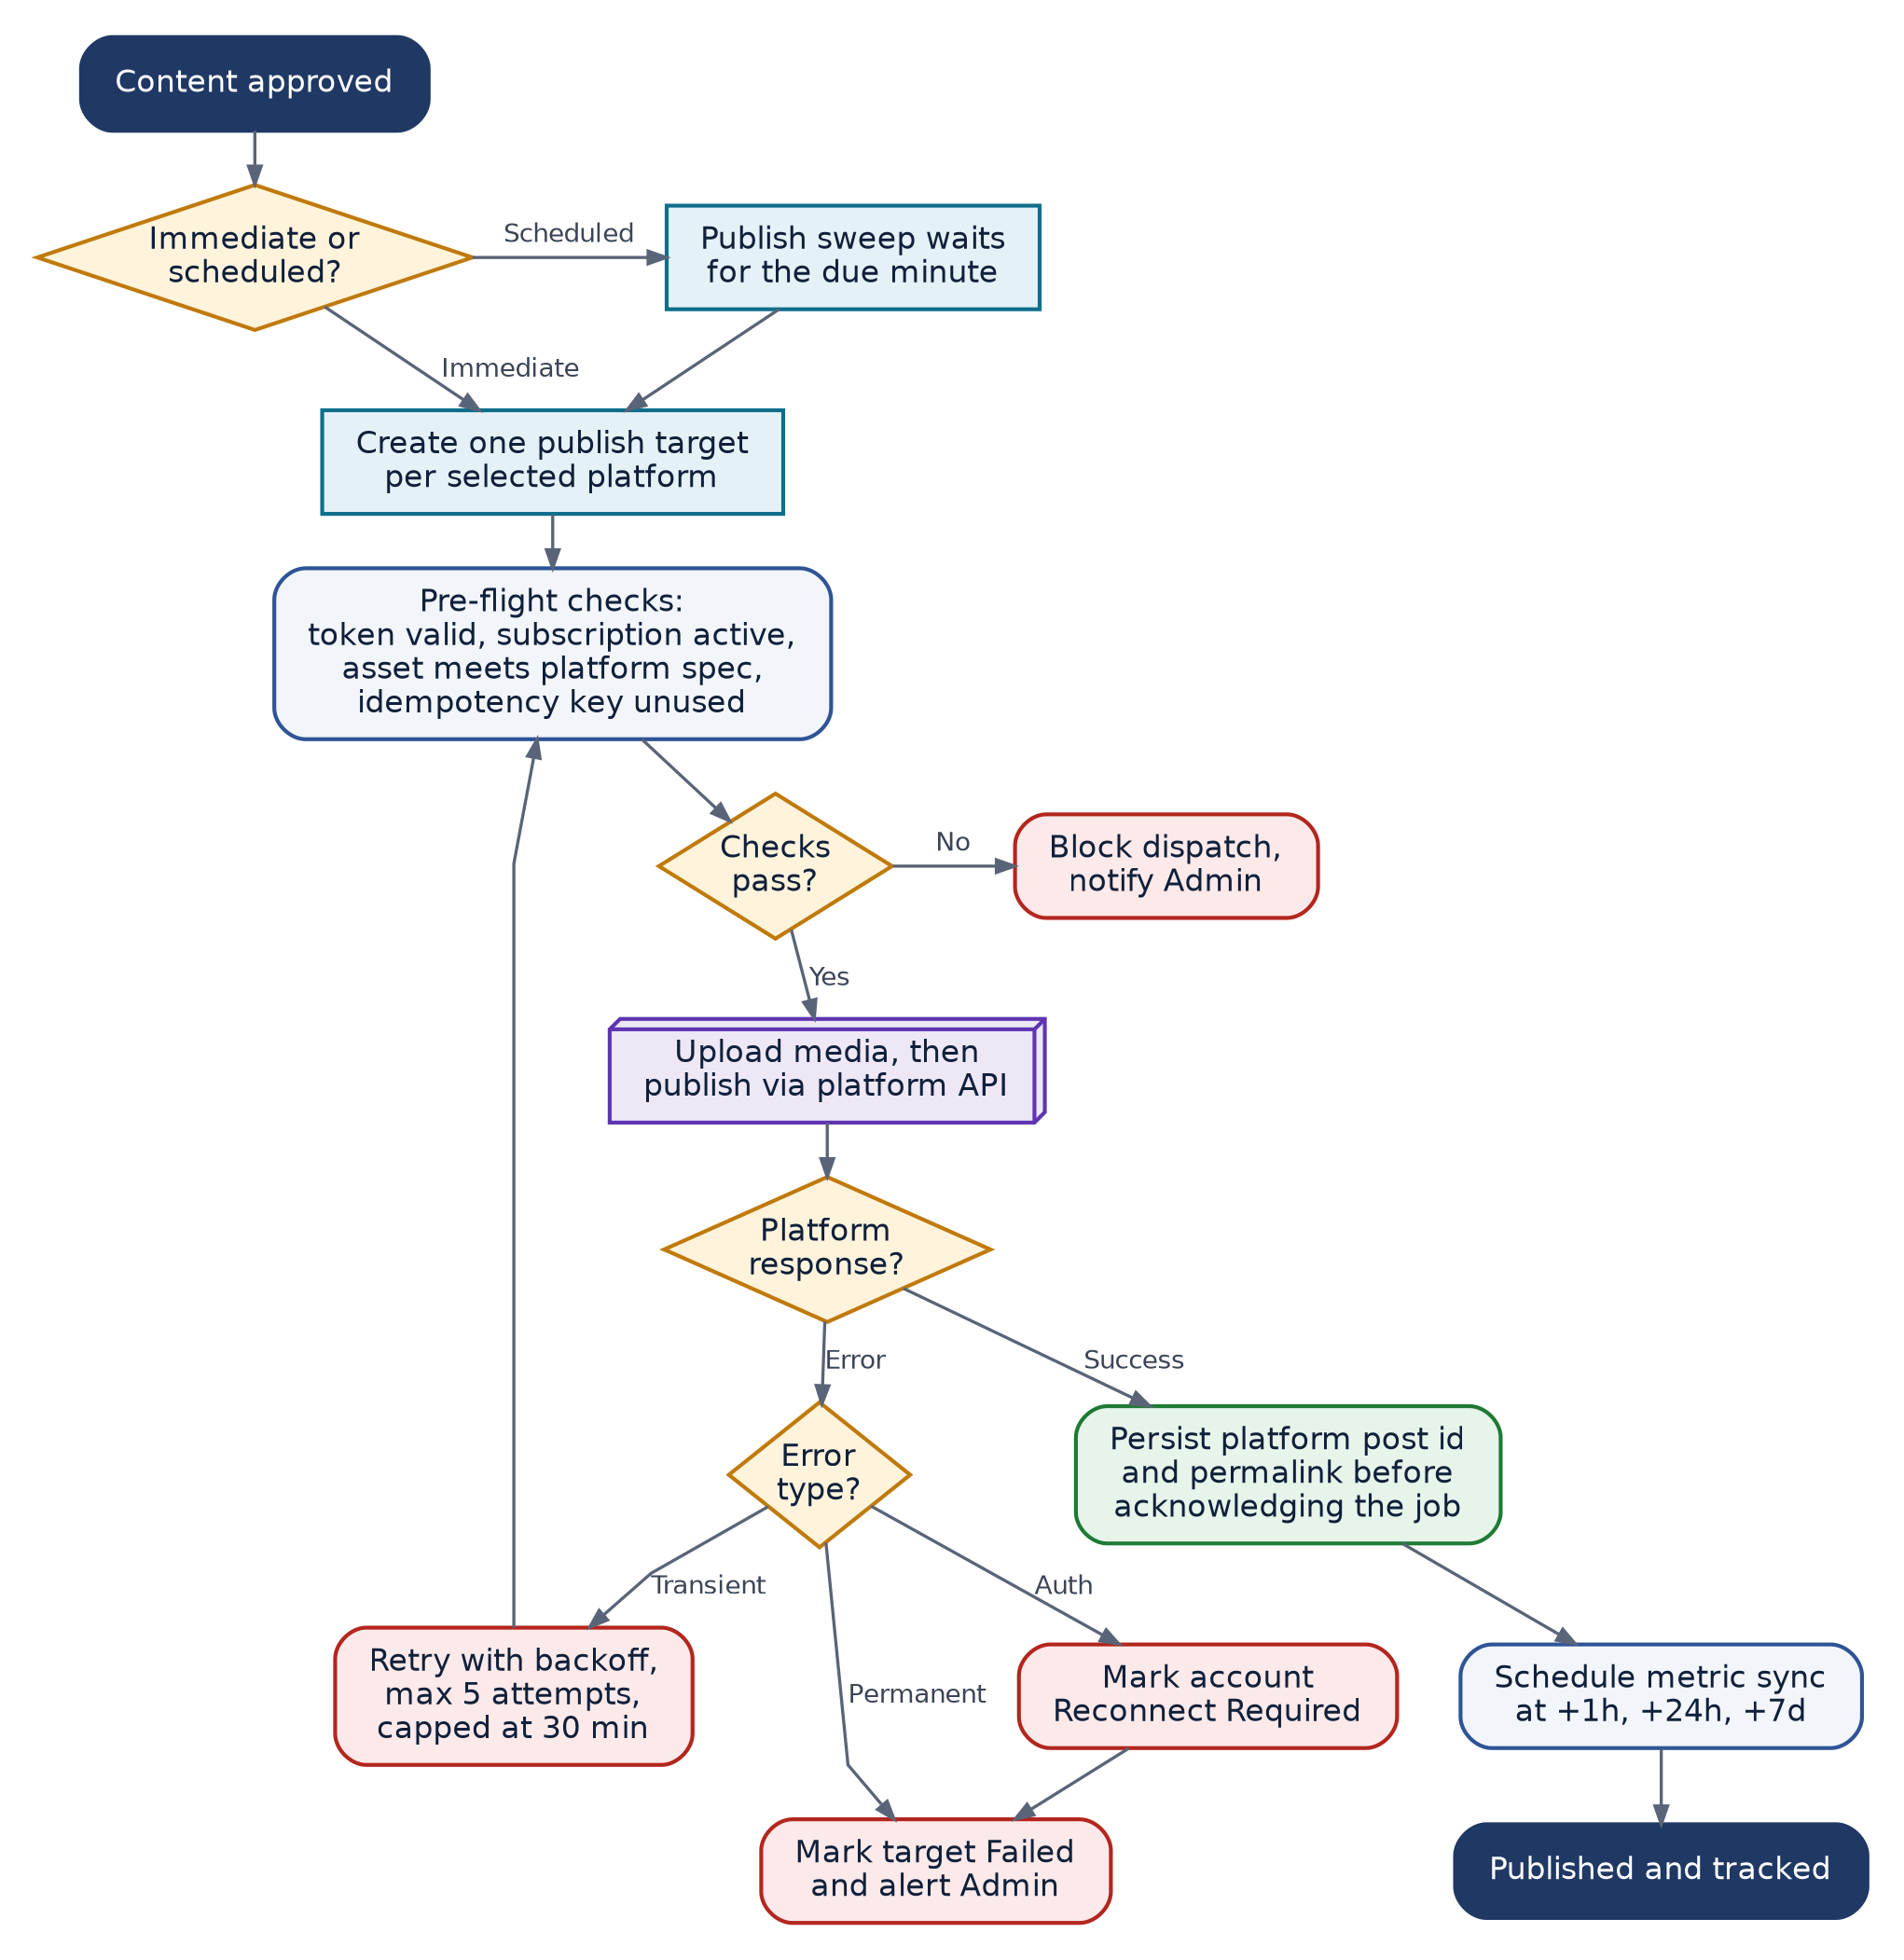 Content approved
Immediate or
scheduled?
Scheduled
Publish sweep waits
for the due minute
Immediate
Create one publish target
per selected platform
Pre-flight checks:
token valid, subscription active,
asset meets platform spec,
idempotency key unused
Checks
pass?
No
Block dispatch,
notify Admin
Yes
Upload media, then
publish via platform API
Platform
response?
Error
Success
Error
type?
Persist platform post id
and permalink before
acknowledging the job
Transient
Auth
Permanent
Retry with backoff,
max 5 attempts,
capped at 30 min
Mark account
Reconnect Required
Schedule metric sync
at +1h, +24h, +7d
Mark target Failed
and alert Admin
Published and tracked